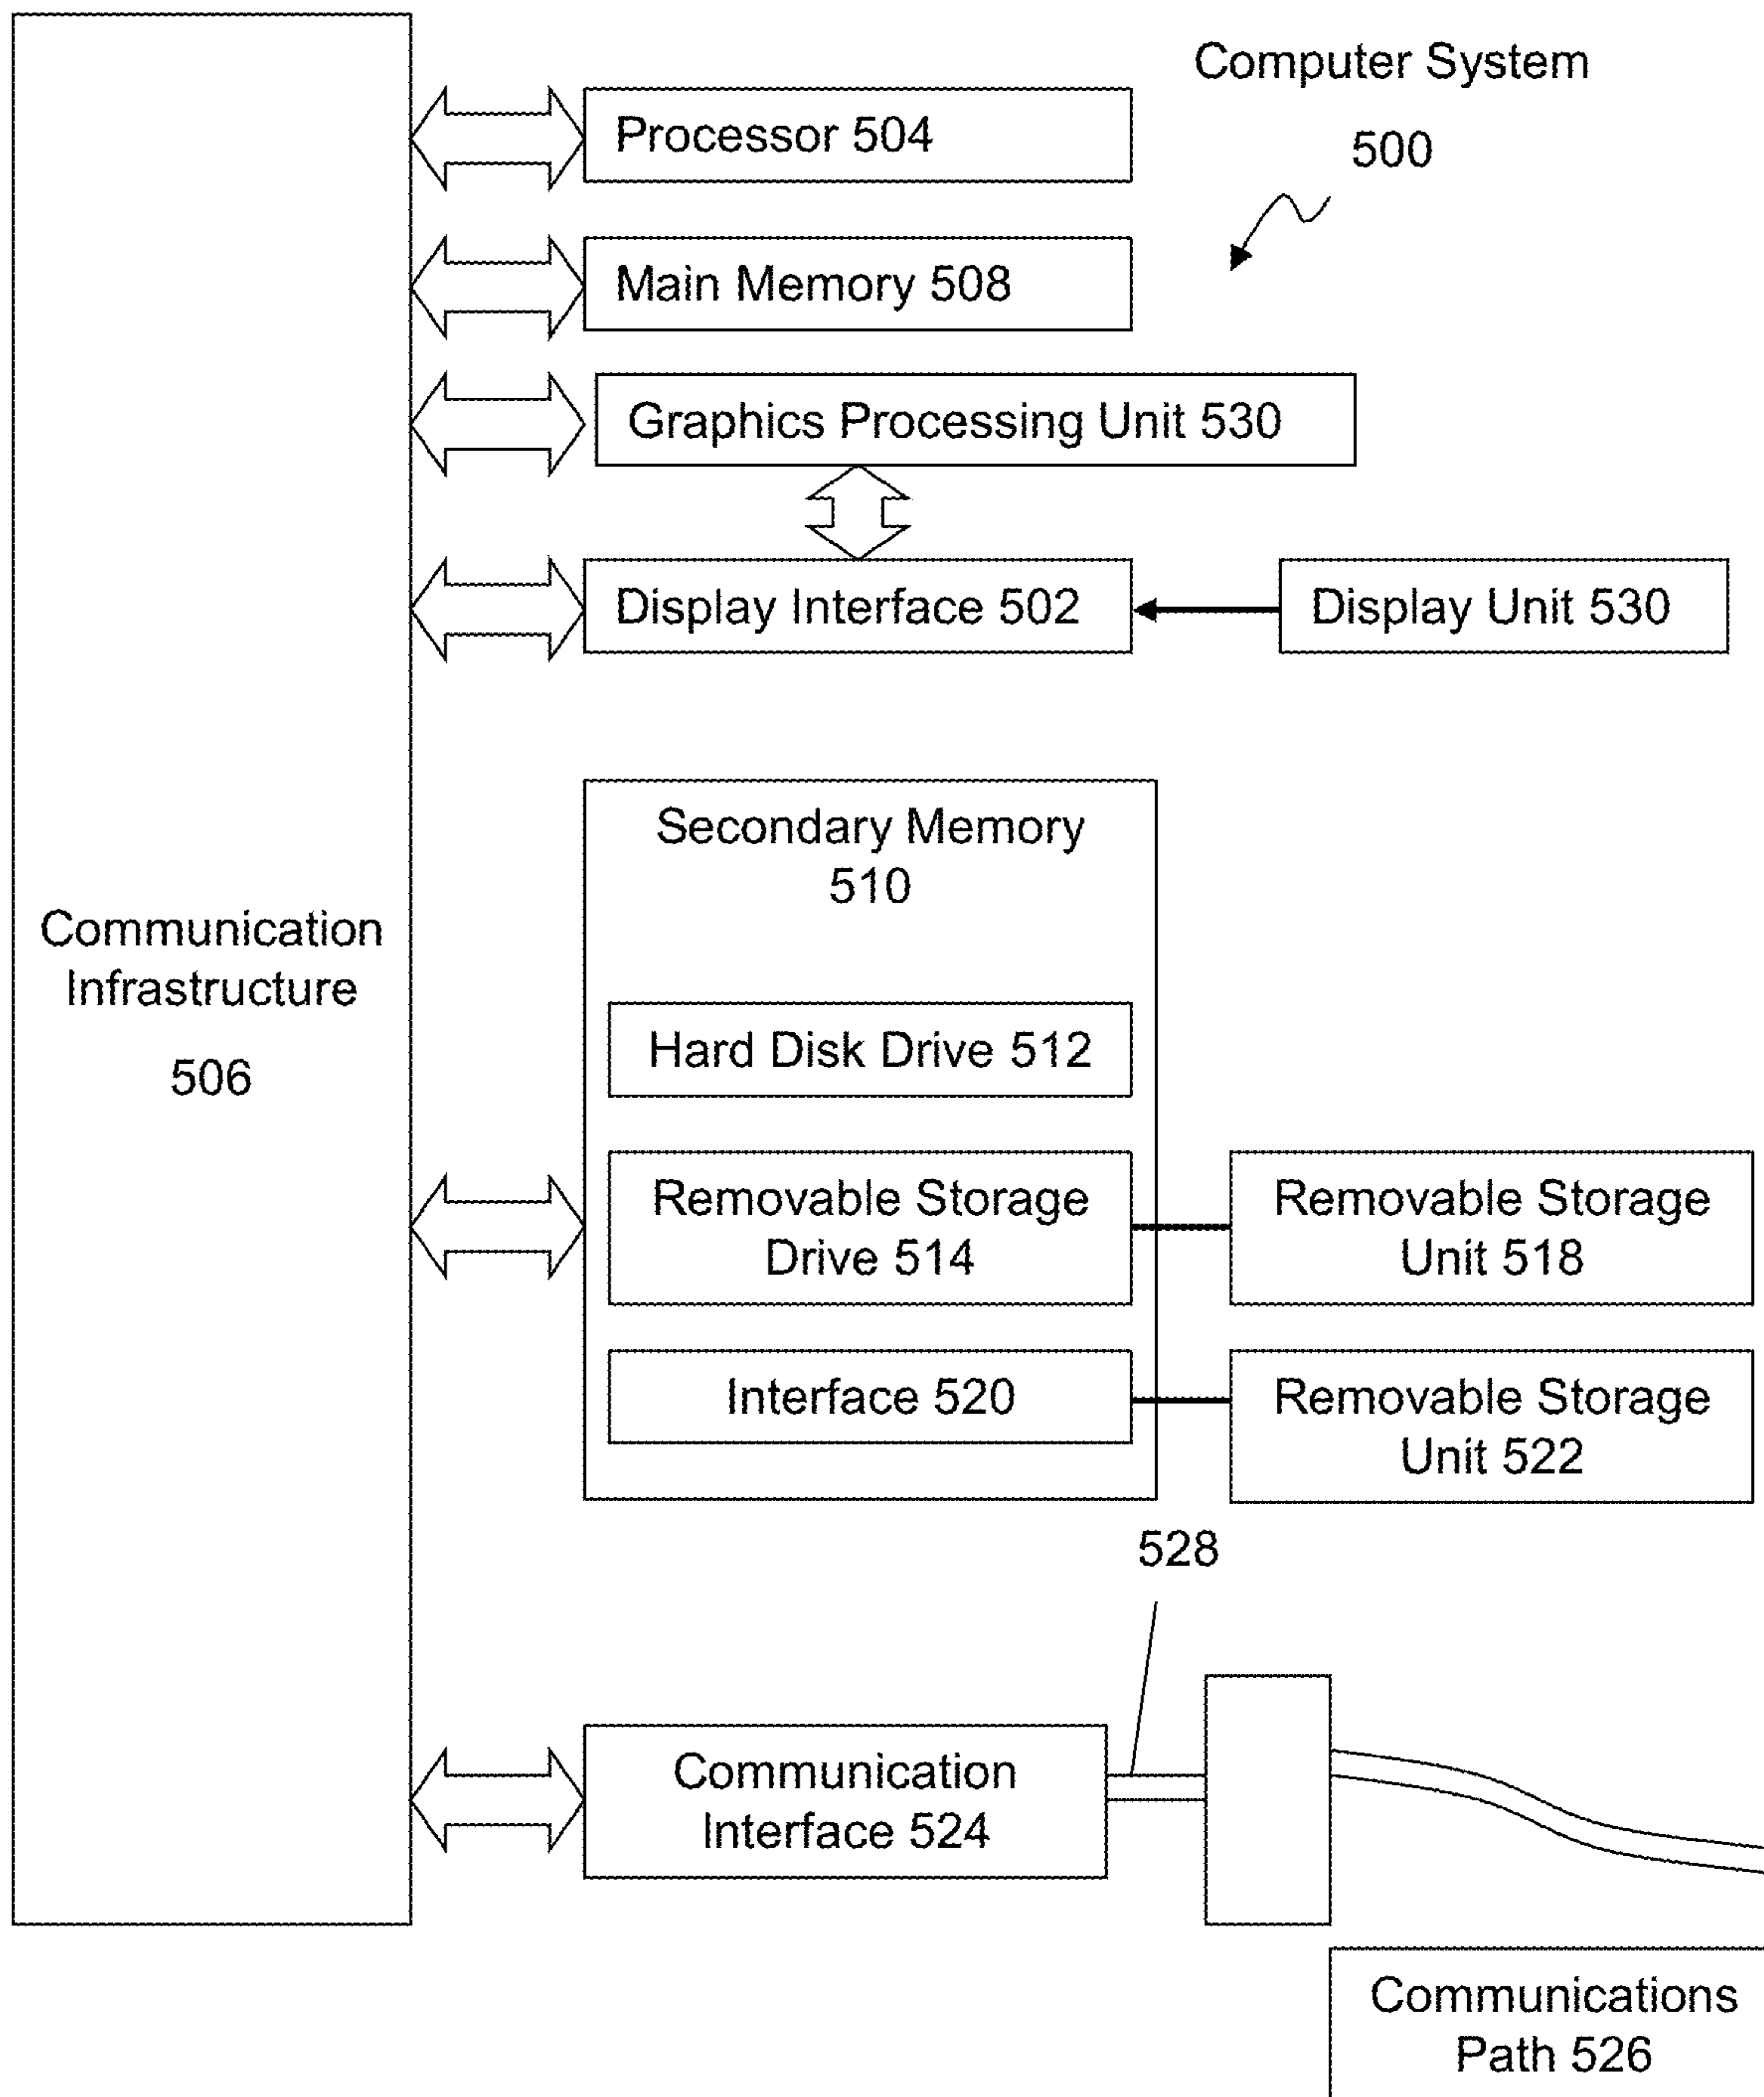 Computer System
500
Processor 504
Main Memory 508
Graphics Processing Unit 530
Display Interface 502
Display Unit 530
Secondary Memory
510
Communication
Infrastructure
506
Hard Disk Drive 512
Removable Storage
Drive 514
Removable Storage
Unit 518
Interface 520
Removable Storage
Unit 522
528
Communication
Interface 524
Communications
Path 526